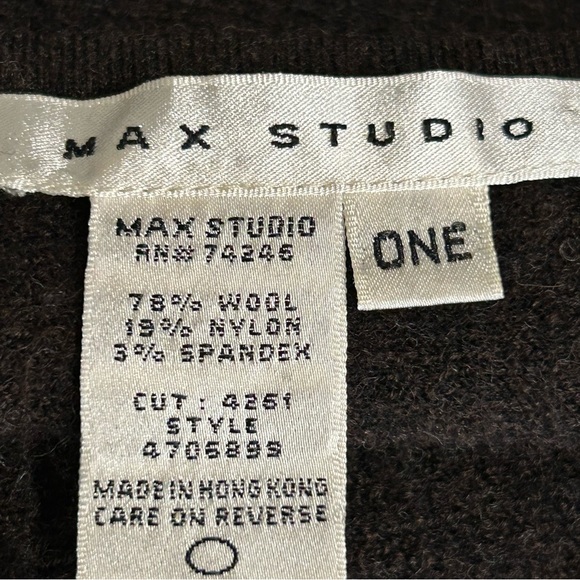 MAX STUDIO
ONE
MAX STUDIO
RN# 74246
78% WOOL
19% NYLON
3% SPANDEX
CUT: 4261
STYLE
4706899
MADE IN HONG KONG
CARE ON REVERSE